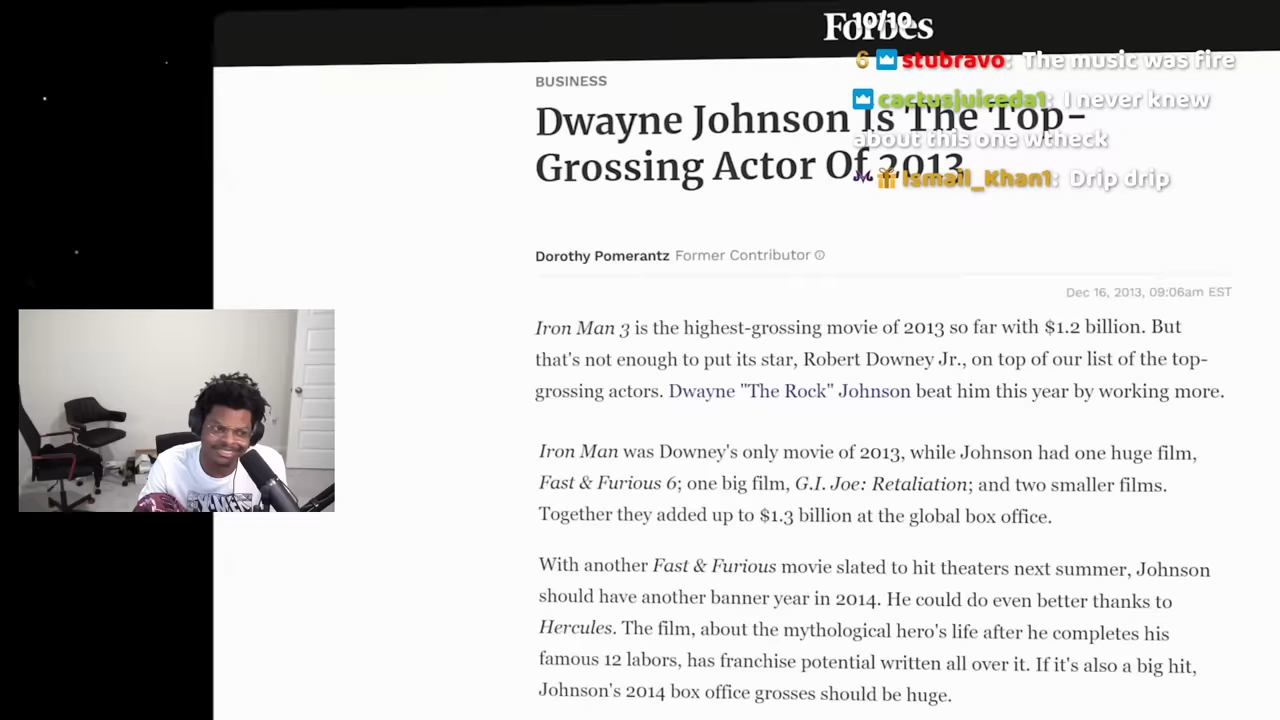 Forbes
10/10
6 stubravo: The music was fire
cactusjuiceda1: I never knew
about this one wtheck
Ismail_Khan1: Drip drip
BUSINESS
Dwayne Johnson Is The Top-
Grossing Actor Of 2013
Dorothy Pomerantz Former Contributor
Dec 16, 2013, 09:06am EST
Iron Man 3 is the highest-grossing movie of 2013 so far with $1.2 billion. But
that's not enough to put its star, Robert Downey Jr., on top of our list of the top-
grossing actors. Dwayne "The Rock" Johnson beat him this year by working more.
Iron Man was Downey's only movie of 2013, while Johnson had one huge film,
Fast & Furious 6; one big film, G.I. Joe: Retaliation; and two smaller films.
Together they added up to $1.3 billion at the global box office.
With another Fast & Furious movie slated to hit theaters next summer, Johnson
should have another banner year in 2014. He could do even better thanks to
Hercules. The film, about the mythological hero's life after he completes his
famous 12 labors, has franchise potential written all over it. If it's also a big hit,
Johnson's 2014 box office grosses should be huge.
X-MEN